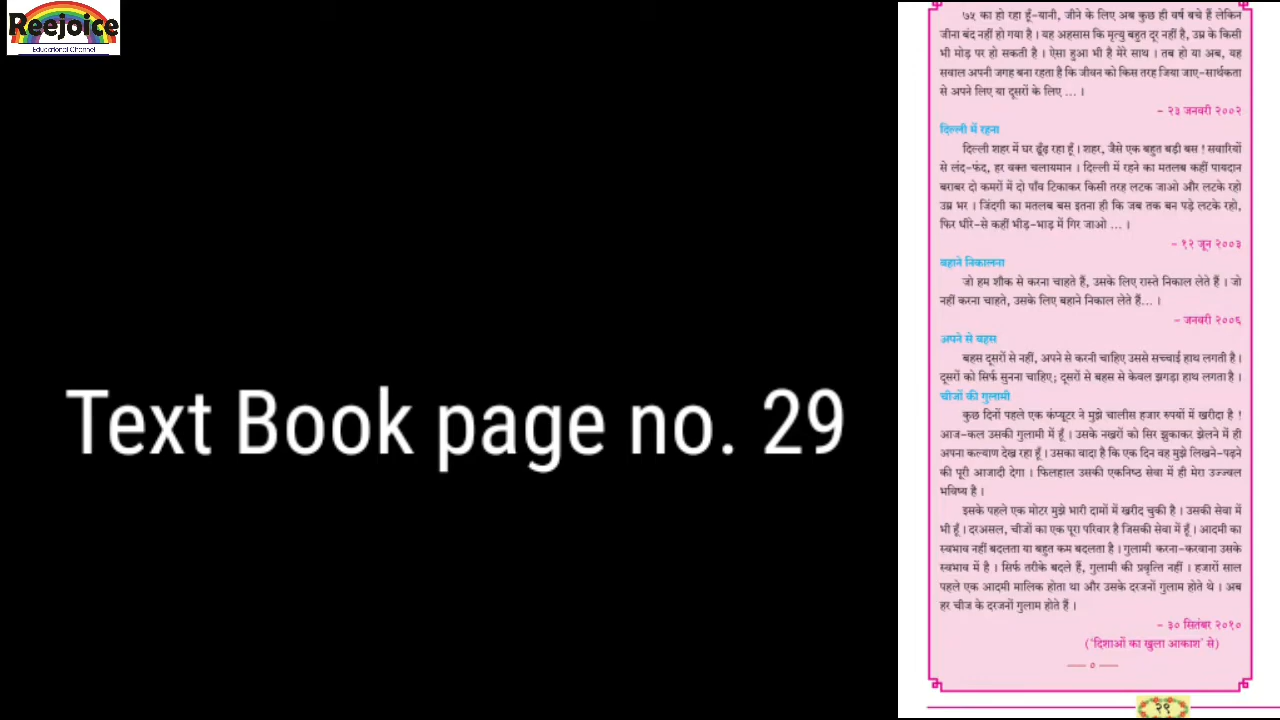 Reejoice
Educational Channel
Text Book page no. 29
७५ का हो रहा हूँ-यानी, जीने के लिए अब कुछ ही वर्ष बचे हैं लेकिन
जीना बंद नहीं हो गया है । यह अहसास कि मृत्यु बहुत दूर नहीं है, उम्र के किसी
भी मोड़ पर हो सकती है । ऐसा हुआ भी है मेरे साथ । तब हो या अब, यह
सवाल अपनी जगह बना रहता है कि जीवन को किस तरह जिया जाए-सार्थकता
से अपने लिए या दूसरों के लिए ... ।
- २३ जनवरी २००२
दिल्ली में रहना
दिल्ली शहर में घर ढूँढ़ रहा हूँ । शहर, जैसे एक बहुत बड़ी बस ! सवारियों
से लंद-फंद, हर वक्त चलायमान । दिल्ली में रहने का मतलब कहीं पायदान
बराबर दो कमरों में दो पाँव टिकाकर किसी तरह लटक जाओ और लटके रहो
उम्र भर । जिंदगी का मतलब बस इतना ही कि जब तक बन पड़े लटके रहो,
फिर धीरे-से कहीं भीड़-भाड़ में गिर जाओ ... ।
- १२ जून २००३
बहाने निकालना
जो हम शौक से करना चाहते हैं, उसके लिए रास्ते निकाल लेते हैं । जो
नहीं करना चाहते, उसके लिए बहाने निकाल लेते हैं... ।
- जनवरी २००६
अपने से बहस
बहस दूसरों से नहीं, अपने से करनी चाहिए उससे सच्चाई हाथ लगती है ।
दूसरों को सिर्फ सुनना चाहिए; दूसरों से बहस से केवल झगड़ा हाथ लगता है ।
चीजों की गुलामी
कुछ दिनों पहले एक कंप्यूटर ने मुझे चालीस हजार रुपयों में खरीदा है !
आज-कल उसकी गुलामी में हूँ । उसके नखरों को सिर झुकाकर झेलने में ही
अपना कल्याण देख रहा हूँ । उसका वादा है कि एक दिन वह मुझे लिखने-पढ़ने
की पूरी आजादी देगा । फिलहाल उसकी एकनिष्ठ सेवा में ही मेरा उज्ज्वल
भविष्य है ।
इसके पहले एक मोटर मुझे भारी दामों में खरीद चुकी है । उसकी सेवा में
भी हूँ । दरअसल, चीजों का एक पूरा परिवार है जिसकी सेवा में हूँ । आदमी का
स्वभाव नहीं बदलता या बहुत कम बदलता है । गुलामी करना-करवाना उसके
स्वभाव में है । सिर्फ तरीके बदले हैं, गुलामी की प्रवृत्ति नहीं । हजारों साल
पहले एक आदमी मालिक होता था और उसके दरजनों गुलाम होते थे । अब
हर चीज के दरजनों गुलाम होते हैं ।
- ३० सितंबर २०१०
('दिशाओं का खुला आकाश' से)
—— ० ——
२९